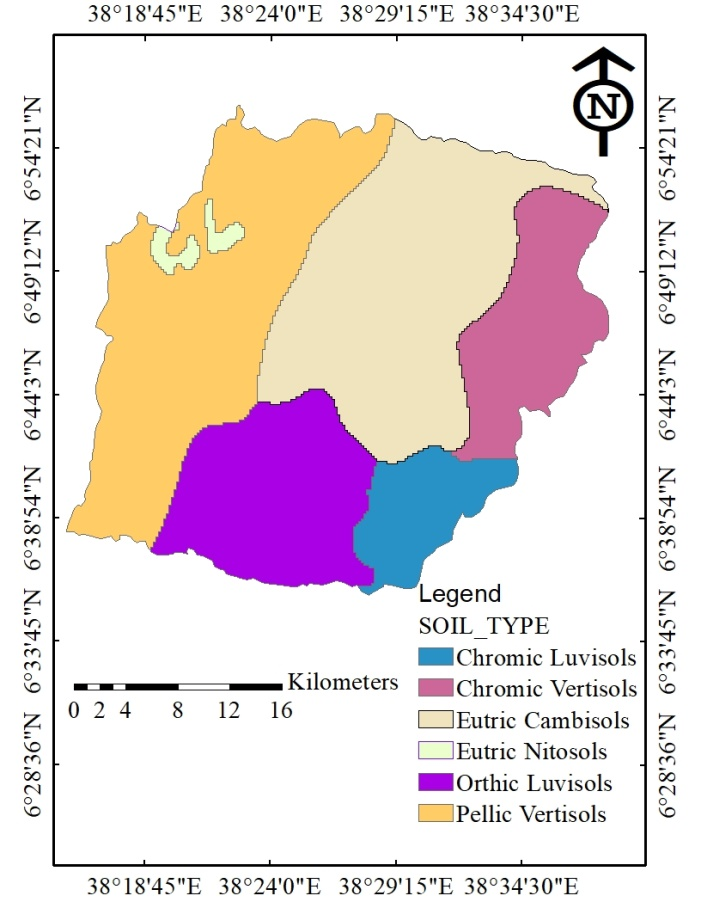 38°18'45"E 38°24'0"E 38°29'15"E 38°34'30"E
N
6°54'21"N 6°54'21"N
6°49'12"N 6°49'12"N
6°44'3"N 6°44'3"N
6°38'54"N 6°38'54"N
6°33'45"N 6°33'45"N
6°28'36"N 6°28'36"N
Legend
SOIL_TYPE
Chromic Luvisols
Chromic Vertisols
Eutric Cambisols
Eutric Nitosols
Orthic Luvisols
Pellic Vertisols
Kilometers
0 2 4 8 12 16
38°18'45"E 38°24'0"E 38°29'15"E 38°34'30"E